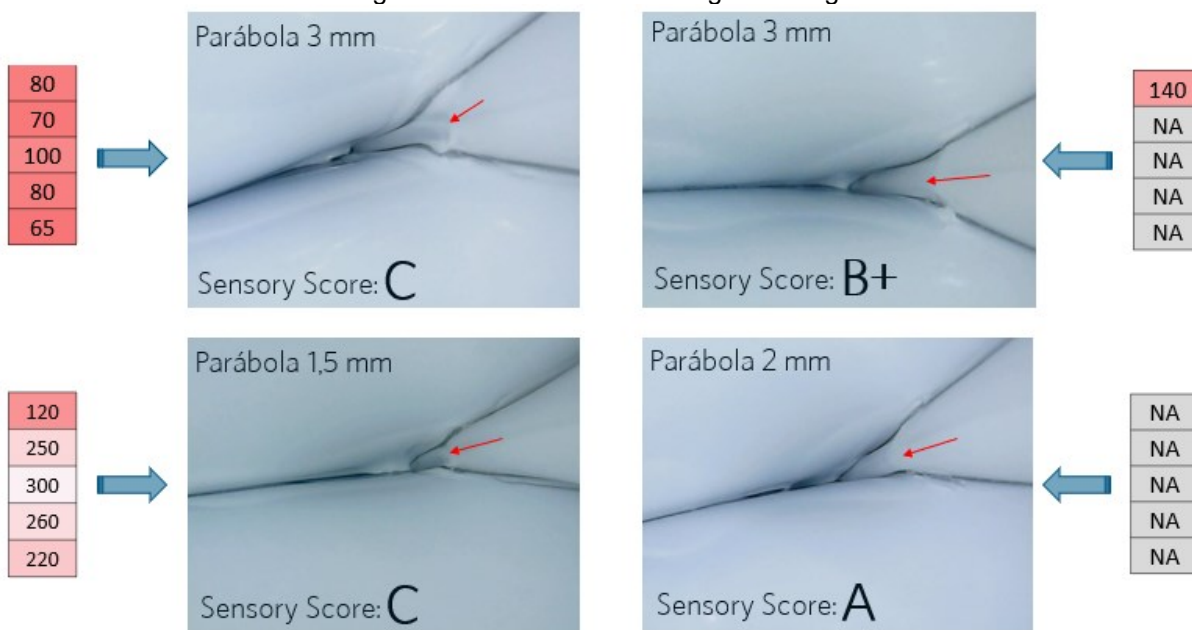 Parábola 3 mm
Sensory Score: C
80
70
100
80
65
Parábola 3 mm
Sensory Score: B+
140
NA
NA
NA
NA
Parábola 1,5 mm
Sensory Score: C
120
250
300
260
220
Parábola 2 mm
Sensory Score: A
NA
NA
NA
NA
NA